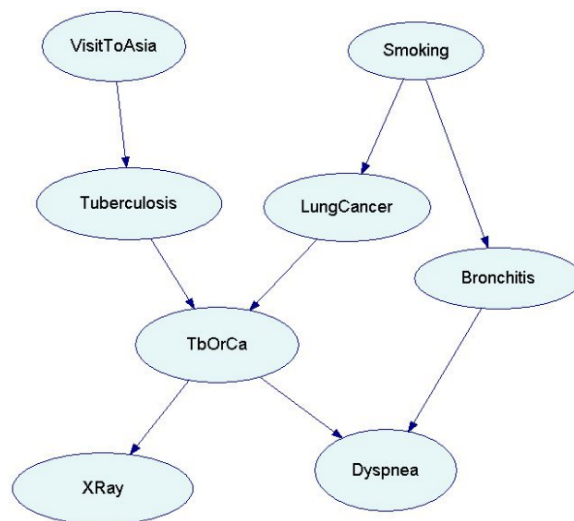 VisitToAsia
Smoking
Tuberculosis
LungCancer
Bronchitis
TbOrCa
XRay
Dyspnea